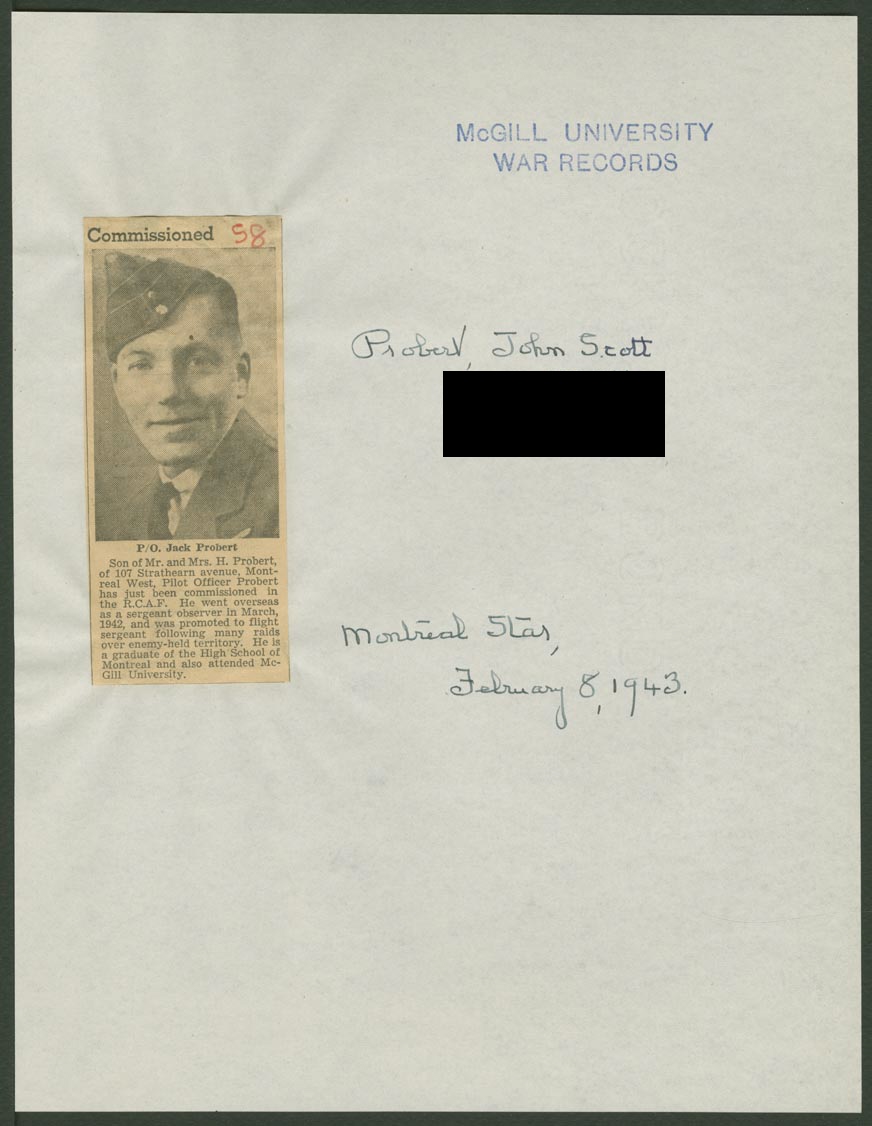 McGILL UNIVERSITY
WAR RECORDS
Commissioned 58
Probert, John Scott
P/O. Jack Probert
Son of Mr. and Mrs. H. Probert,
of 107 Strathearn avenue, Mont-
real West, Pilot Officer Probert
has just been commissioned in
the R.C.A.F. He went overseas
as a sergeant observer in March,
1942, and was promoted to flight
sergeant following many raids
over enemy-held territory. He is
a graduate of the High School of
Montreal and also attended Mc-
Gill University.
Montreal Star,
February 8, 1943.